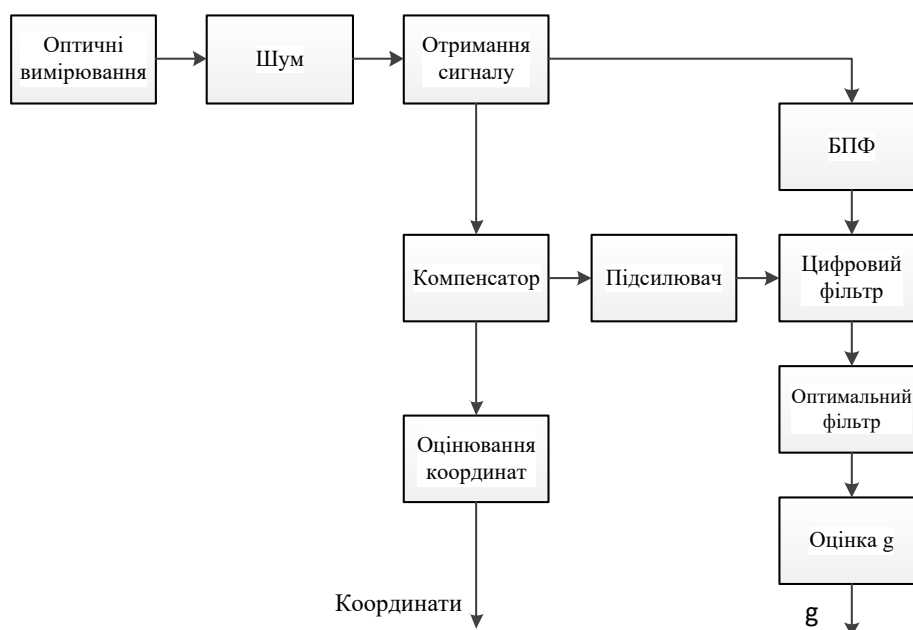 Оптичні
вимірювання
Шум
Отримання
сигналу
БПФ
Компенсатор
Підсилювач
Цифровий
фільтр
Оптимальний
фільтр
Оцінювання
координат
Оцінка g
Координати
g